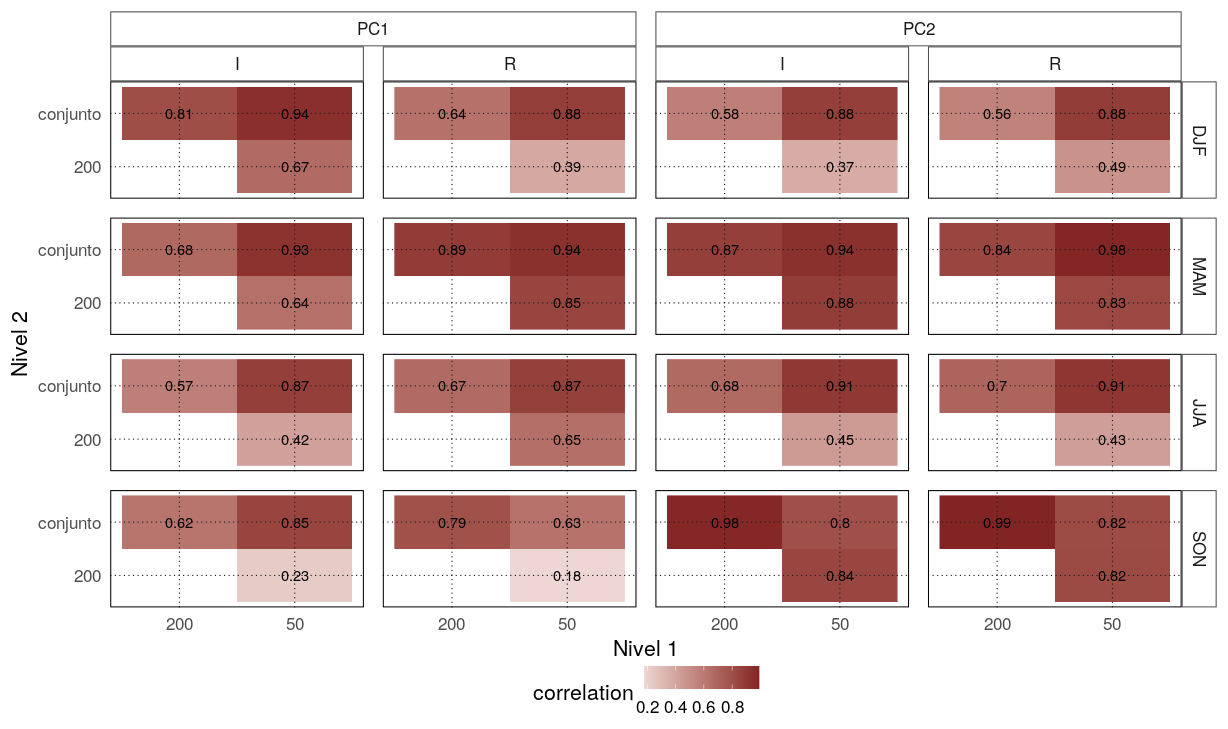 PC1 PC2
I R I R
conjunto 0.81 0.94 0.64 0.88 0.58 0.88 0.56 0.88
200 0.67 0.39 0.37 0.49
DJF
conjunto 0.68 0.93 0.89 0.94 0.87 0.94 0.84 0.98
200 0.64 0.85 0.88 0.83
MAM
conjunto 0.57 0.87 0.67 0.87 0.68 0.91 0.7 0.91
200 0.42 0.65 0.45 0.43
JJA
conjunto 0.62 0.85 0.79 0.63 0.98 0.8 0.99 0.82
200 0.23 0.18 0.84 0.82
SON
200 50 200 50 200 50 200 50
Nivel 1
Nivel 2
correlation
0.2 0.4 0.6 0.8